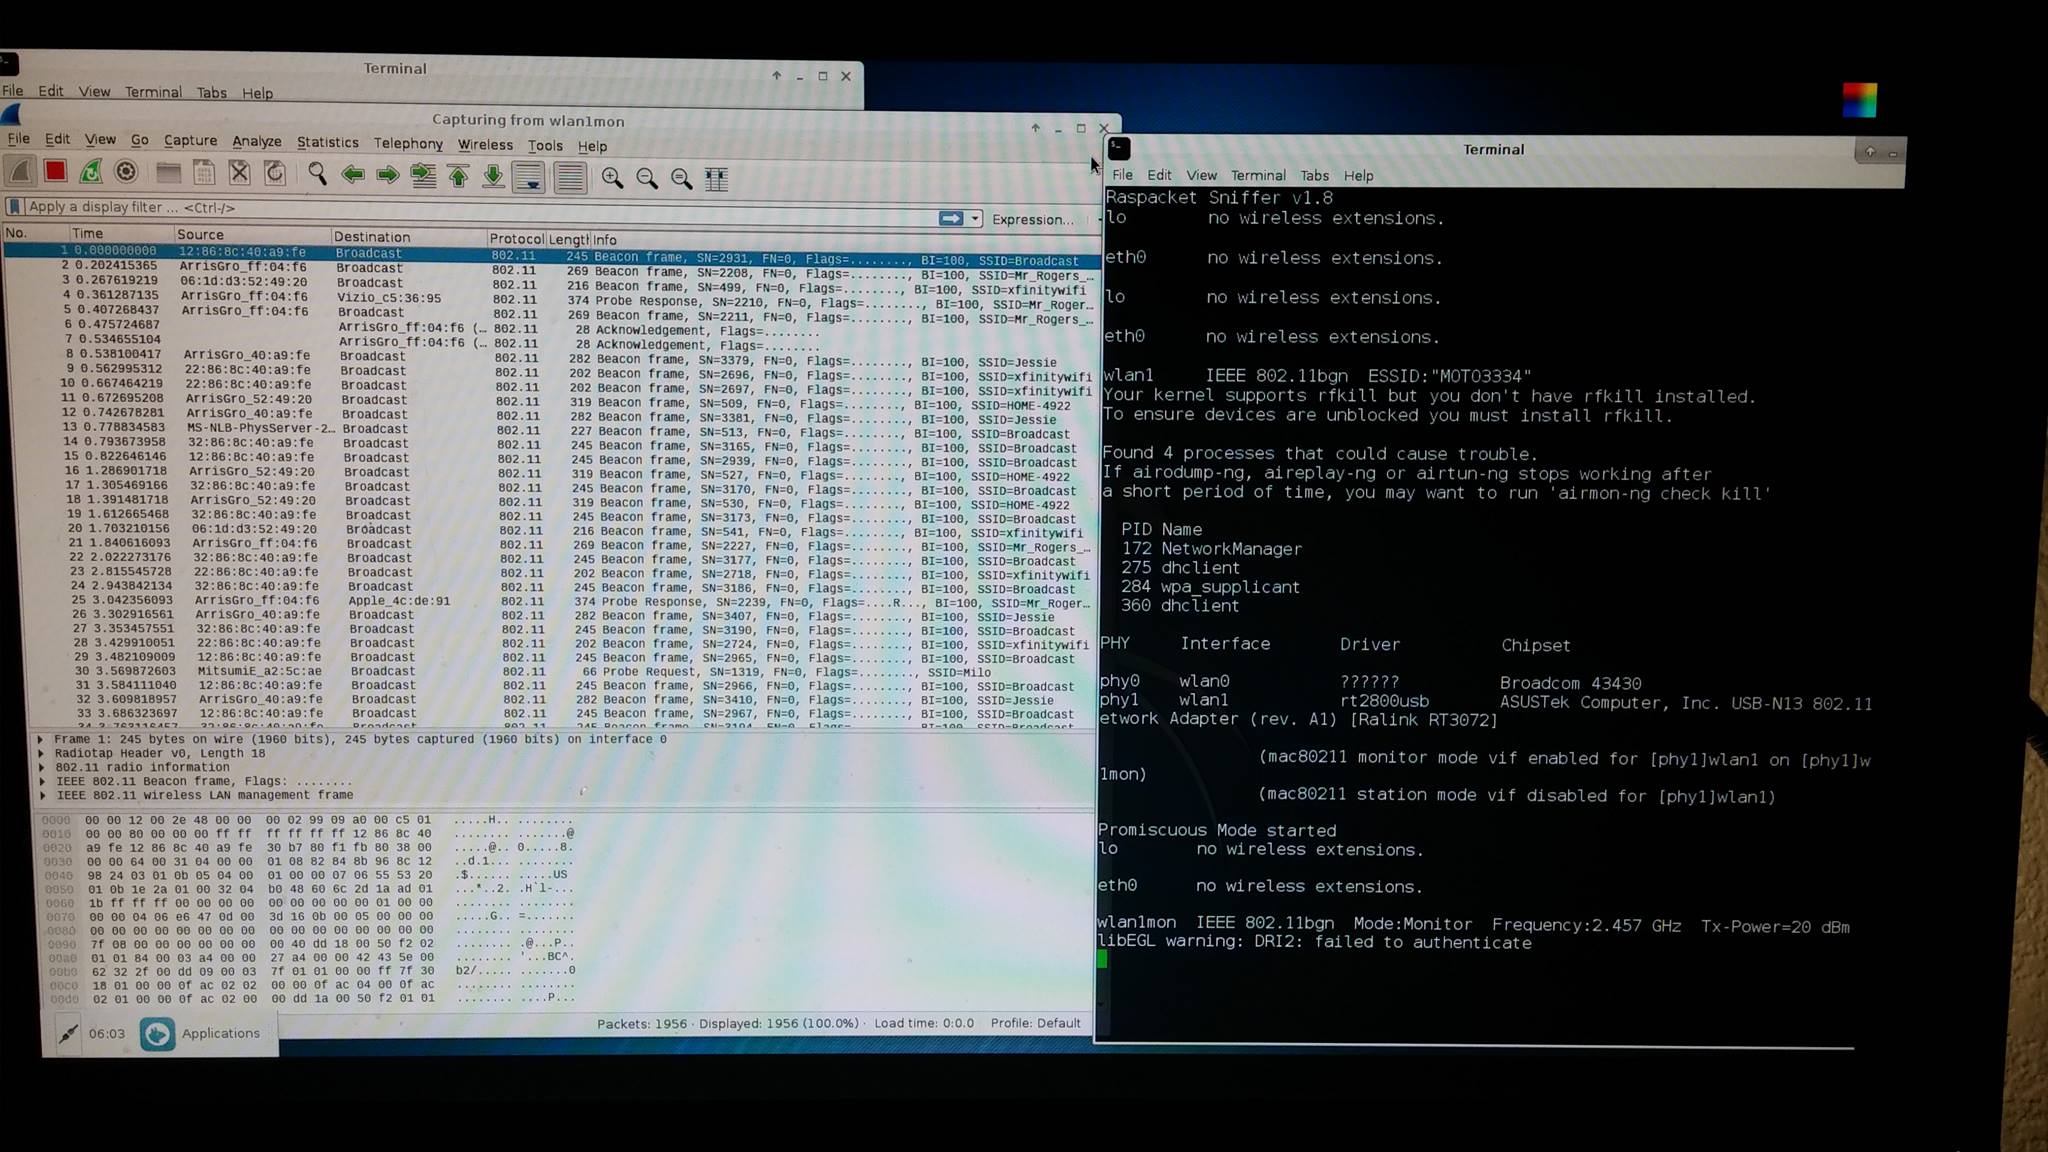 Terminal
File Edit View Terminal Tabs Help
Capturing from wlan1mon
File Edit View Go Capture Analyze Statistics Telephony Wireless Tools Help
Apply a display filter ... <Ctrl-/> Expression...
No. Time Source Destination Protocol Lengtl Info
1 0.000000000 12:86:8c:40:a9:fe Broadcast 802.11 245 Beacon frame, SN=2931, FN=0, Flags=........, BI=100, SSID=Broadcast
2 0.202415365 ArrisGro_ff:04:f6 Broadcast 802.11 269 Beacon frame, SN=2208, FN=0, Flags=........, BI=100, SSID=Mr_Rogers_…
3 0.267619219 06:1d:d3:52:49:20 Broadcast 802.11 216 Beacon frame, SN=499, FN=0, Flags=........, BI=100, SSID=xfinitywifi
4 0.361287135 ArrisGro_ff:04:f6 Vizio_c5:36:95 802.11 374 Probe Response, SN=2210, FN=0, Flags=........, BI=100, SSID=Mr_Roger…
5 0.407268437 ArrisGro_ff:04:f6 Broadcast 802.11 269 Beacon frame, SN=2211, FN=0, Flags=........, BI=100, SSID=Mr_Rogers_…
6 0.475724687 ArrisGro_ff:04:f6 (… 802.11 28 Acknowledgement, Flags=........
7 0.534655104 ArrisGro_ff:04:f6 (… 802.11 28 Acknowledgement, Flags=........
8 0.538100417 ArrisGro_40:a9:fe Broadcast 802.11 282 Beacon frame, SN=3379, FN=0, Flags=........, BI=100, SSID=Jessie
9 0.562995312 22:86:8c:40:a9:fe Broadcast 802.11 202 Beacon frame, SN=2696, FN=0, Flags=........, BI=100, SSID=xfinitywifi
10 0.667464219 22:86:8c:40:a9:fe Broadcast 802.11 202 Beacon frame, SN=2697, FN=0, Flags=........, BI=100, SSID=xfinitywifi
11 0.672695208 ArrisGro_52:49:20 Broadcast 802.11 319 Beacon frame, SN=509, FN=0, Flags=........, BI=100, SSID=HOME-4922
12 0.742678281 ArrisGro_40:a9:fe Broadcast 802.11 282 Beacon frame, SN=3381, FN=0, Flags=........, BI=100, SSID=Jessie
13 0.778834583 MS-NLB-PhysServer-2… Broadcast 802.11 227 Beacon frame, SN=513, FN=0, Flags=........, BI=100, SSID=Broadcast
14 0.793673958 32:86:8c:40:a9:fe Broadcast 802.11 245 Beacon frame, SN=3165, FN=0, Flags=........, BI=100, SSID=Broadcast
15 0.822646146 12:86:8c:40:a9:fe Broadcast 802.11 245 Beacon frame, SN=2939, FN=0, Flags=........, BI=100, SSID=Broadcast
16 1.286901718 ArrisGro_52:49:20 Broadcast 802.11 319 Beacon frame, SN=527, FN=0, Flags=........, BI=100, SSID=HOME-4922
17 1.305469166 32:86:8c:40:a9:fe Broadcast 802.11 245 Beacon frame, SN=3170, FN=0, Flags=........, BI=100, SSID=Broadcast
18 1.391481718 ArrisGro_52:49:20 Broadcast 802.11 319 Beacon frame, SN=530, FN=0, Flags=........, BI=100, SSID=HOME-4922
19 1.612665468 32:86:8c:40:a9:fe Broadcast 802.11 245 Beacon frame, SN=3173, FN=0, Flags=........, BI=100, SSID=Broadcast
20 1.703210156 06:1d:d3:52:49:20 Broadcast 802.11 216 Beacon frame, SN=541, FN=0, Flags=........, BI=100, SSID=xfinitywifi
21 1.840616093 ArrisGro_ff:04:f6 Broadcast 802.11 269 Beacon frame, SN=2227, FN=0, Flags=........, BI=100, SSID=Mr_Rogers_…
22 2.022273176 32:86:8c:40:a9:fe Broadcast 802.11 245 Beacon frame, SN=3177, FN=0, Flags=........, BI=100, SSID=Broadcast
23 2.815545728 22:86:8c:40:a9:fe Broadcast 802.11 202 Beacon frame, SN=2718, FN=0, Flags=........, BI=100, SSID=xfinitywifi
24 2.943842134 32:86:8c:40:a9:fe Broadcast 802.11 245 Beacon frame, SN=3186, FN=0, Flags=........, BI=100, SSID=Broadcast
25 3.042356093 ArrisGro_ff:04:f6 Apple_4c:de:91 802.11 374 Probe Response, SN=2239, FN=0, Flags=....R..., BI=100, SSID=Mr_Roger…
26 3.302916561 ArrisGro_40:a9:fe Broadcast 802.11 282 Beacon frame, SN=3407, FN=0, Flags=........, BI=100, SSID=Jessie
27 3.353457551 32:86:8c:40:a9:fe Broadcast 802.11 245 Beacon frame, SN=3190, FN=0, Flags=........, BI=100, SSID=Broadcast
28 3.429910051 22:86:8c:40:a9:fe Broadcast 802.11 202 Beacon frame, SN=2724, FN=0, Flags=........, BI=100, SSID=xfinitywifi
29 3.482109009 12:86:8c:40:a9:fe Broadcast 802.11 245 Beacon frame, SN=2965, FN=0, Flags=........, BI=100, SSID=Broadcast
30 3.569872603 MitsumiE_a2:5c:ae Broadcast 802.11 66 Probe Request, SN=1319, FN=0, Flags=........, SSID=Milo
31 3.584111040 12:86:8c:40:a9:fe Broadcast 802.11 245 Beacon frame, SN=2966, FN=0, Flags=........, BI=100, SSID=Broadcast
32 3.609818957 ArrisGro_40:a9:fe Broadcast 802.11 282 Beacon frame, SN=3410, FN=0, Flags=........, BI=100, SSID=Jessie
33 3.686323697 12:86:8c:40:a9:fe Broadcast 802.11 245 Beacon frame, SN=2967, FN=0, Flags=........, BI=100, SSID=Broadcast
Frame 1: 245 bytes on wire (1960 bits), 245 bytes captured (1960 bits) on interface 0
Radiotap Header v0, Length 18
802.11 radio information
IEEE 802.11 Beacon frame, Flags: ........
IEEE 802.11 wireless LAN management frame
0000 00 00 12 00 2e 48 00 00 00 02 99 09 a0 00 c5 01 .....H.. ........
0010 00 00 80 00 00 00 ff ff ff ff ff ff 12 86 8c 40 ........ .......@
0020 a9 fe 12 86 8c 40 a9 fe 30 b7 80 f1 fb 80 38 00 .....@.. 0.....8.
0030 00 00 64 00 31 04 00 00 01 08 82 84 8b 96 8c 12 ..d.1... ........
0040 98 24 03 01 0b 05 04 00 01 00 00 07 06 55 53 20 .$...... .....US
0050 01 0b 1e 2a 01 00 32 04 b0 48 60 6c 2d 1a ad 01 ...*..2. .H`l-...
0060 1b ff ff ff 00 00 00 00 00 00 00 00 00 01 00 00 ........ ........
0070 00 00 04 06 e6 47 0d 00 3d 16 0b 00 05 00 00 00 .....G.. =.......
0080 00 00 00 00 00 00 00 00 00 00 00 00 00 00 00 00 ........ ........
0090 7f 08 00 00 00 00 00 00 00 40 dd 18 00 50 f2 02 ........ .@...P..
00a0 01 01 84 00 03 a4 00 00 27 a4 00 00 42 43 5e 00 ........ '...BC^.
00b0 62 32 2f 00 dd 09 00 03 7f 01 01 00 00 ff 7f 30 b2/..... .......0
00c0 18 01 00 00 0f ac 02 02 00 00 0f ac 04 00 0f ac ........ ........
00d0 02 01 00 00 0f ac 02 00 00 dd 1a 00 50 f2 01 01 ........ ....P...
Packets: 1956 · Displayed: 1956 (100.0%) · Load time: 0:0.0 Profile: Default
06:03 Applications
Terminal
File Edit View Terminal Tabs Help
Raspacket Sniffer v1.8
lo no wireless extensions.
eth0 no wireless extensions.
lo no wireless extensions.
eth0 no wireless extensions.
wlan1 IEEE 802.11bgn ESSID:"MOTO3334"
Your kernel supports rfkill but you don't have rfkill installed.
To ensure devices are unblocked you must install rfkill.
Found 4 processes that could cause trouble.
If airodump-ng, aireplay-ng or airtun-ng stops working after
a short period of time, you may want to run 'airmon-ng check kill'
PID Name
172 NetworkManager
275 dhclient
284 wpa_supplicant
360 dhclient
PHY Interface Driver Chipset
phy0 wlan0 ?????? Broadcom 43430
phy1 wlan1 rt2800usb ASUSTek Computer, Inc. USB-N13 802.11
etwork Adapter (rev. A1) [Ralink RT3072]
(mac80211 monitor mode vif enabled for [phy1]wlan1 on [phy1]w
1mon)
(mac80211 station mode vif disabled for [phy1]wlan1)
Promiscuous Mode started
lo no wireless extensions.
eth0 no wireless extensions.
wlan1mon IEEE 802.11bgn Mode:Monitor Frequency:2.457 GHz Tx-Power=20 dBm
libEGL warning: DRI2: failed to authenticate